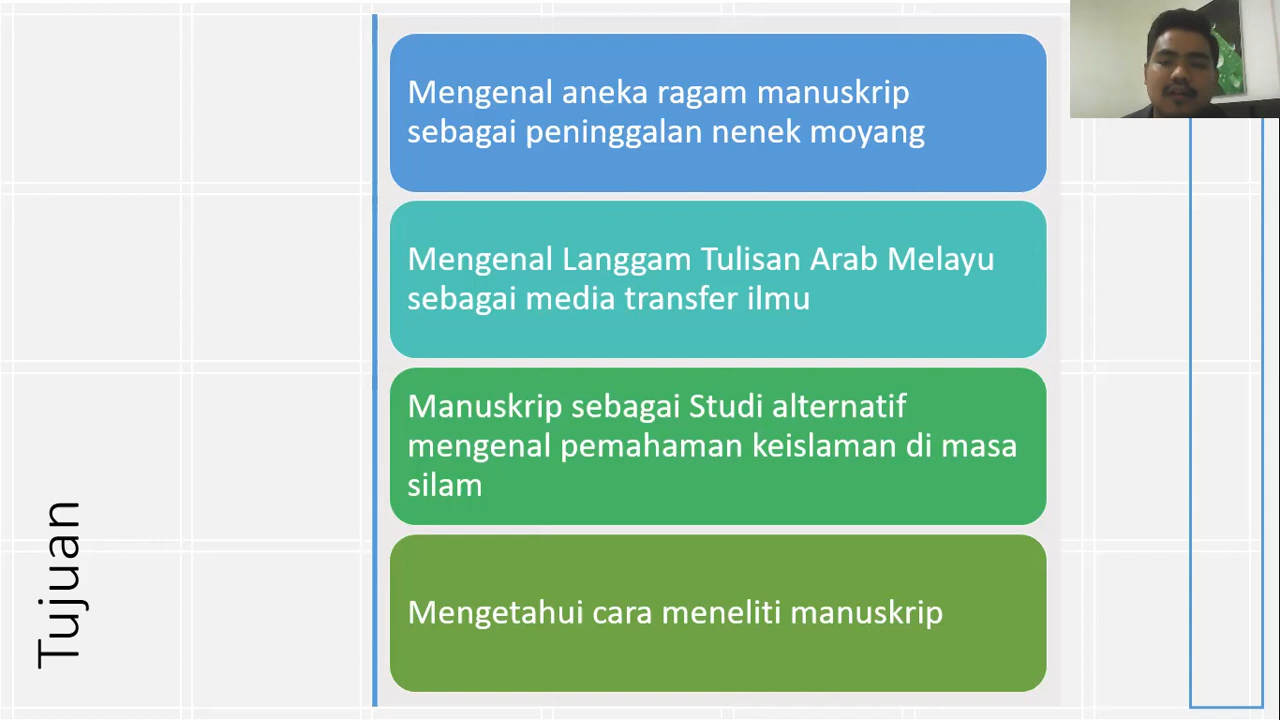 Tujuan
Mengenal aneka ragam manuskrip
sebagai peninggalan nenek moyang
Mengenal Langgam Tulisan Arab Melayu
sebagai media transfer ilmu
Manuskrip sebagai Studi alternatif
mengenal pemahaman keislaman di masa
silam
Mengetahui cara meneliti manuskrip